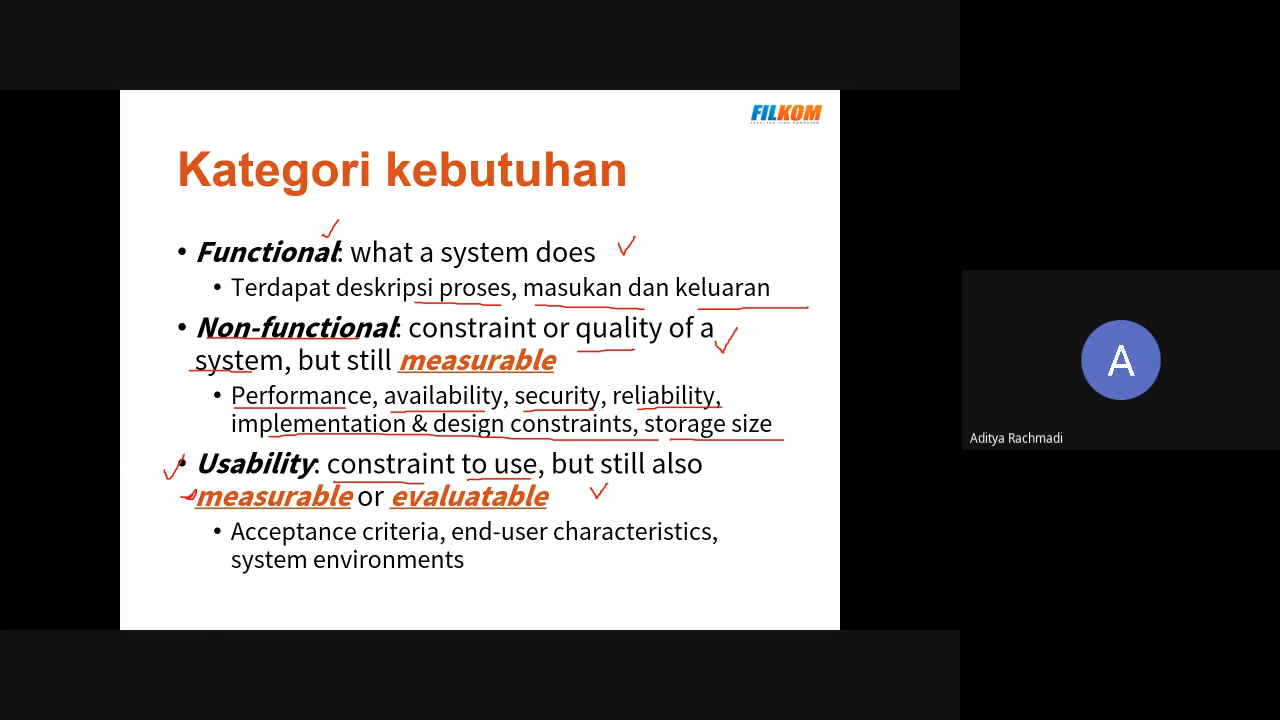 FILKOM
Kategori kebutuhan
• Functional: what a system does
• Terdapat deskripsi proses, masukan dan keluaran
• Non-functional: constraint or quality of a
system, but still measurable
• Performance, availability, security, reliability,
implementation & design constraints, storage size
• Usability: constraint to use, but still also
measurable or evaluatable
• Acceptance criteria, end-user characteristics,
system environments
A
Aditya Rachmadi